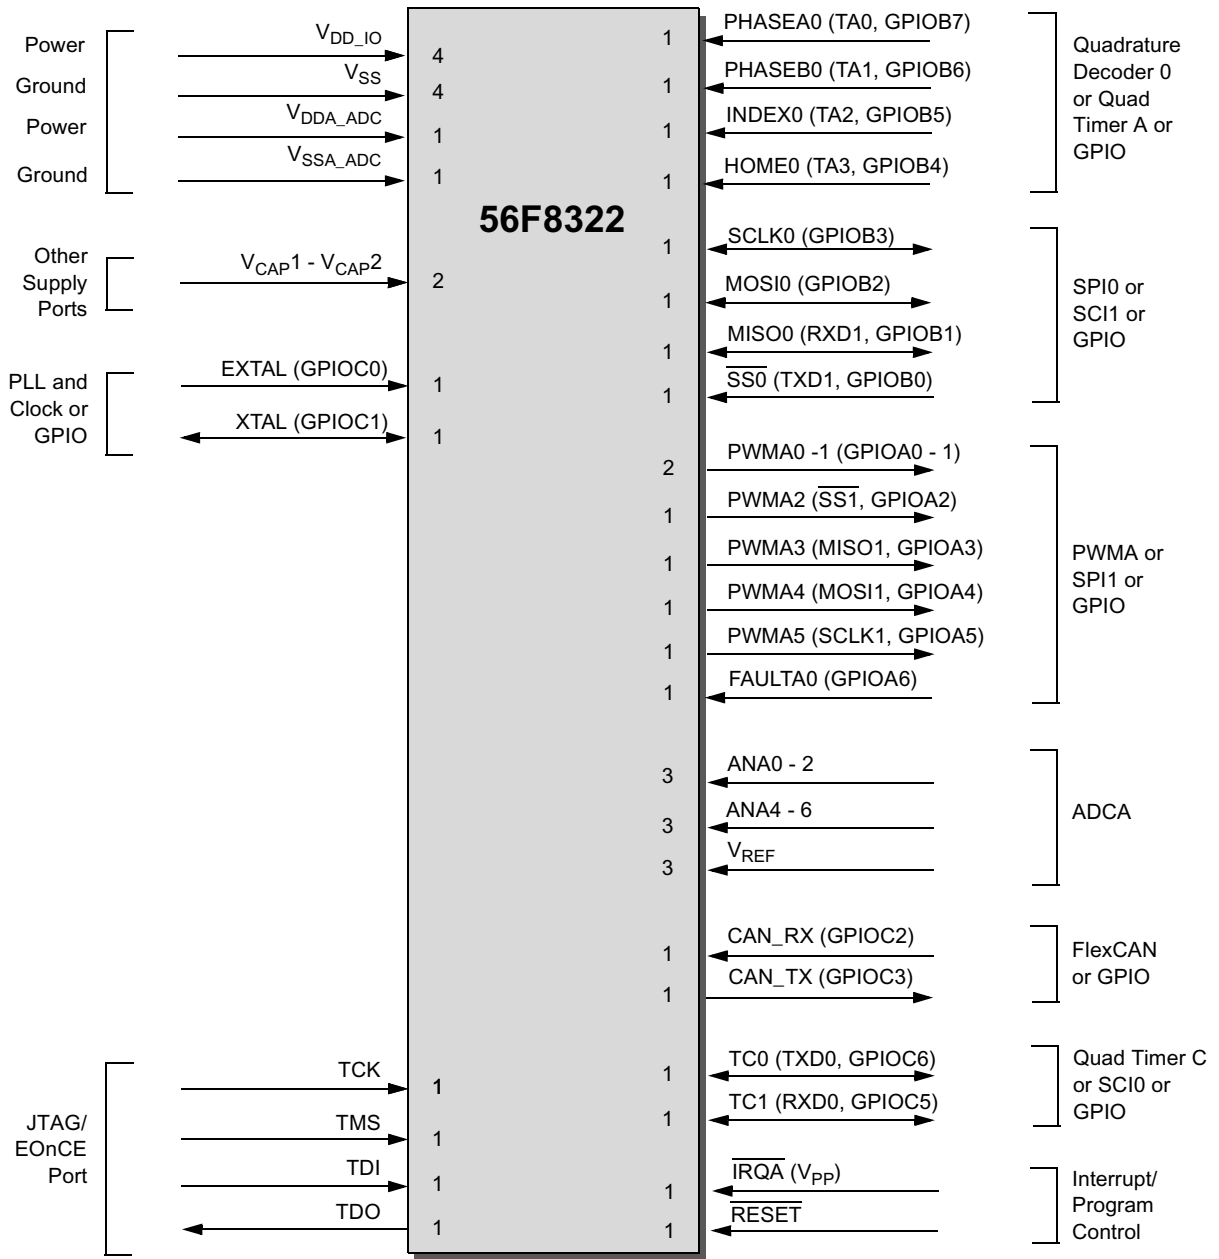 Power
V_DD_IO
4
Ground
V_SS
4
Power
V_DDA_ADC
1
Ground
V_SSA_ADC
1
56F8322
Other
Supply
Ports
V_CAP1 - V_CAP2
2
PLL and
Clock or
GPIO
EXTAL (GPIOC0)
1
XTAL (GPIOC1)
1
JTAG/
EOnCE
Port
TCK
1
TMS
1
TDI
1
TDO
1
1
PHASEA0 (TA0, GPIOB7)
1
PHASEB0 (TA1, GPIOB6)
1
INDEX0 (TA2, GPIOB5)
1
HOME0 (TA3, GPIOB4)
Quadrature
Decoder 0
or Quad
Timer A or
GPIO
1
SCLK0 (GPIOB3)
1
MOSI0 (GPIOB2)
1
MISO0 (RXD1, GPIOB1)
1
SS0 (TXD1, GPIOB0)
SPI0 or
SCI1 or
GPIO
2
PWMA0 -1 (GPIOA0 - 1)
1
PWMA2 (SS1, GPIOA2)
1
PWMA3 (MISO1, GPIOA3)
1
PWMA4 (MOSI1, GPIOA4)
1
PWMA5 (SCLK1, GPIOA5)
1
FAULTA0 (GPIOA6)
PWMA or
SPI1 or
GPIO
3
ANA0 - 2
3
ANA4 - 6
3
V_REF
ADCA
1
CAN_RX (GPIOC2)
1
CAN_TX (GPIOC3)
FlexCAN
or GPIO
1
TC0 (TXD0, GPIOC6)
1
TC1 (RXD0, GPIOC5)
Quad Timer C
or SCI0 or
GPIO
1
IRQA (V_PP)
1
RESET
Interrupt/
Program
Control